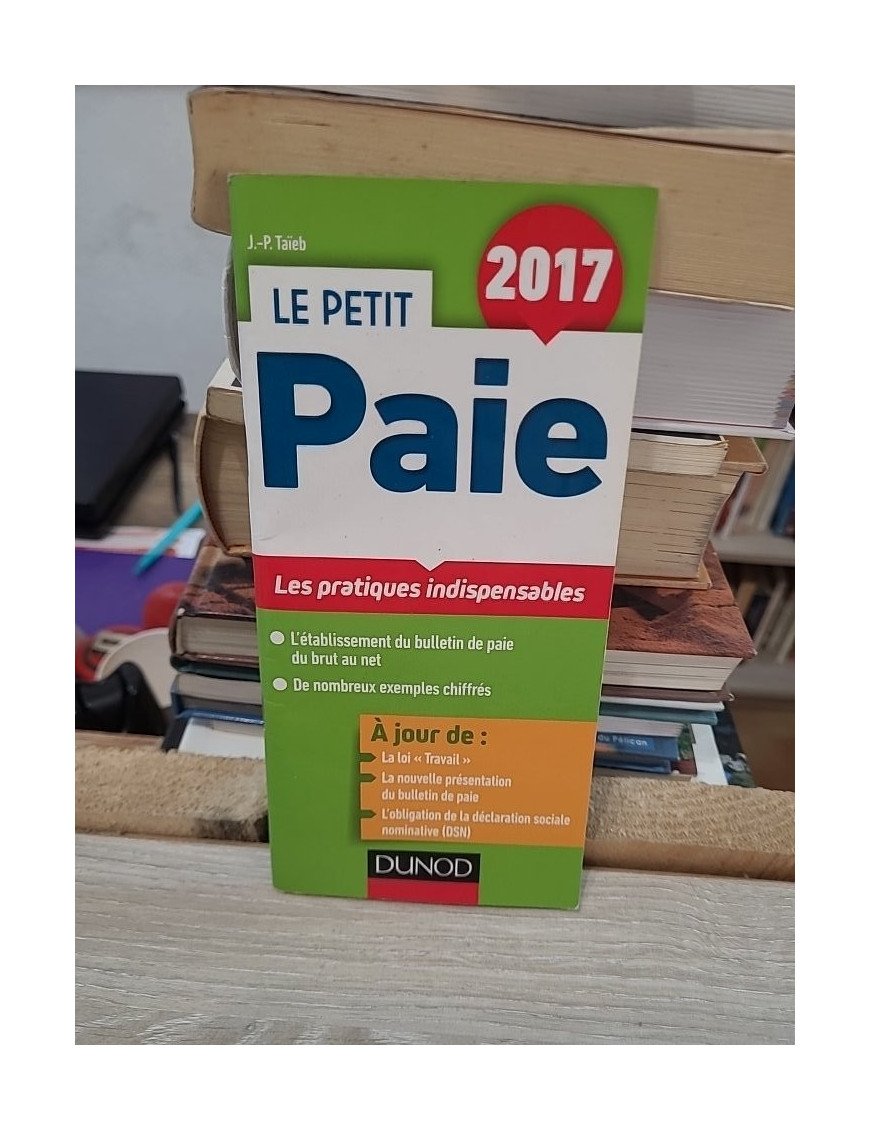 J.-P. Taïeb
2017
LE PETIT
Paie
Les pratiques indispensables
L'établissement du bulletin de paie
du brut au net
De nombreux exemples chiffrés
À jour de :
La loi « Travail »
La nouvelle présentation
du bulletin de paie
L'obligation de la déclaration sociale
nominative (DSN)
DUNOD
du Pélican